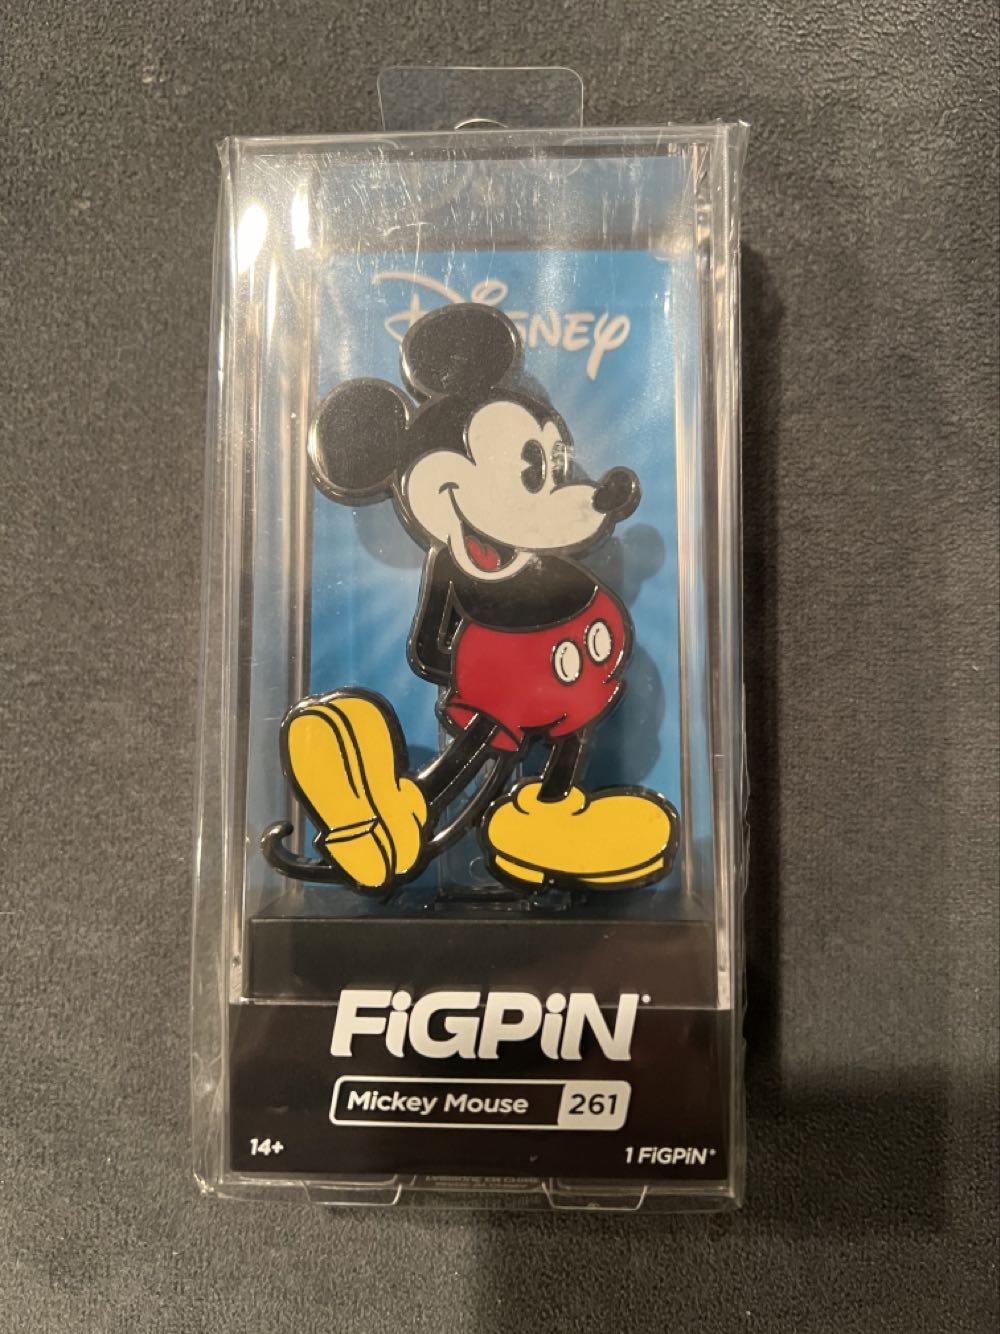 Disney
FiGPiN®
Mickey Mouse 261
14+
1 FiGPiN®